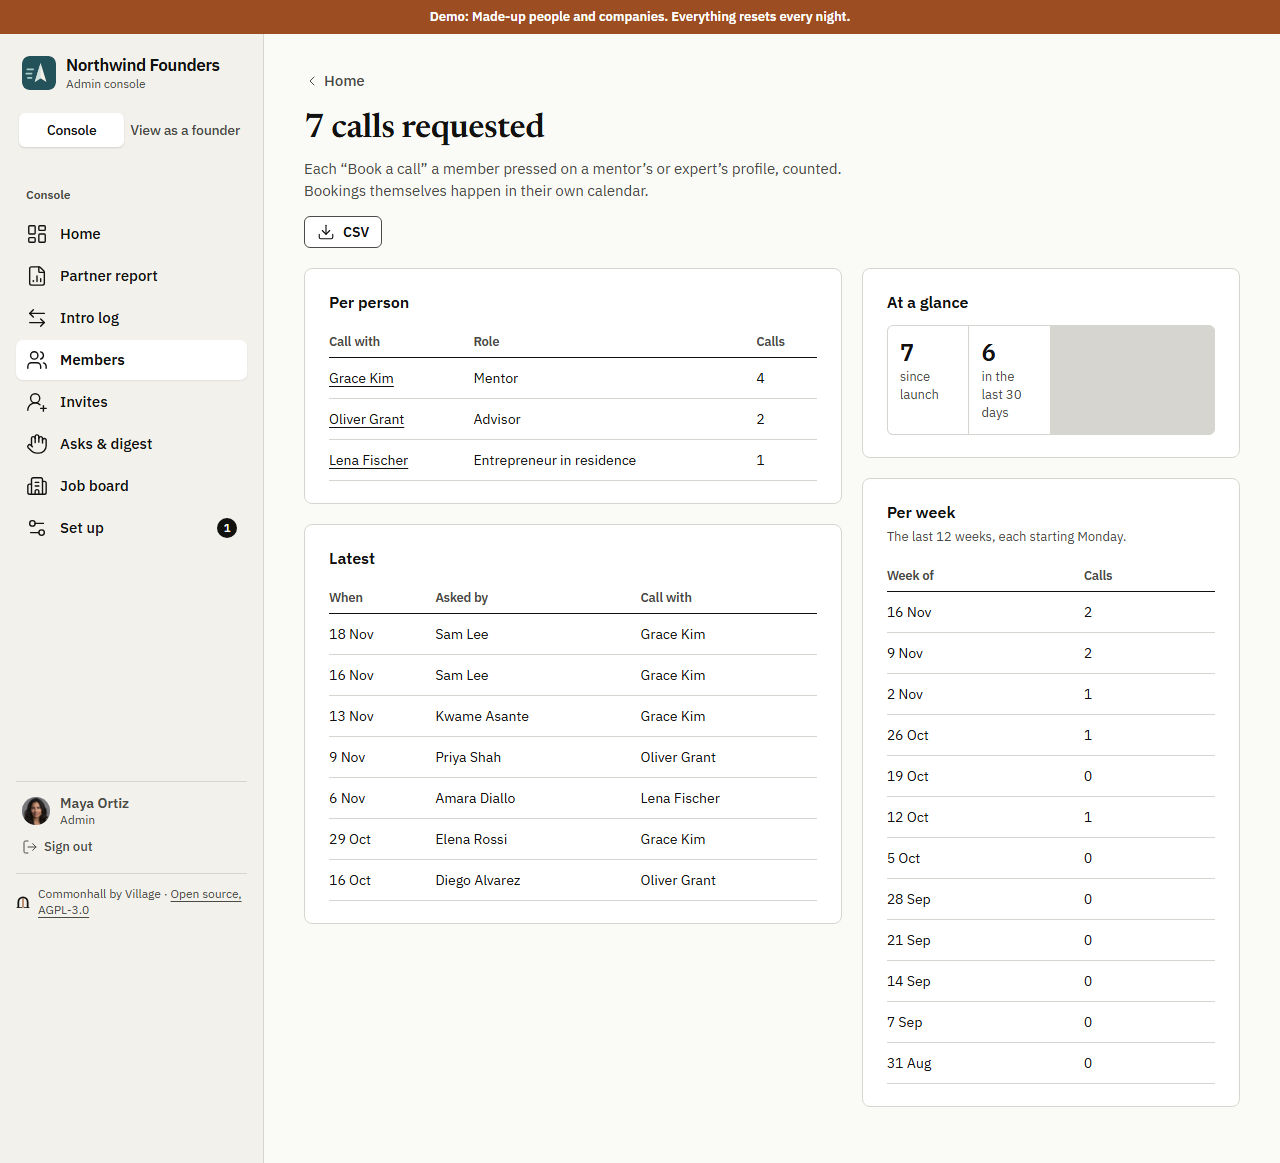 Demo: Made-up people and companies. Everything resets every night.
Northwind Founders
Admin console
Console
View as a founder
Console
Home
Partner report
Intro log
Members
Invites
Asks & digest
Job board
Set up
1
Maya Ortiz
Admin
Sign out
Commonhall by Village · Open source,
AGPL-3.0
Home
7 calls requested
Each “Book a call” a member pressed on a mentor’s or expert’s profile, counted.
Bookings themselves happen in their own calendar.
CSV
Per person
Call with Role Calls
Grace Kim Mentor 4
Oliver Grant Advisor 2
Lena Fischer Entrepreneur in residence 1
Latest
When Asked by Call with
18 Nov Sam Lee Grace Kim
16 Nov Sam Lee Grace Kim
13 Nov Kwame Asante Grace Kim
9 Nov Priya Shah Oliver Grant
6 Nov Amara Diallo Lena Fischer
29 Oct Elena Rossi Grace Kim
16 Oct Diego Alvarez Oliver Grant
At a glance
7
since
launch
6
in the
last 30
days
Per week
The last 12 weeks, each starting Monday.
Week of Calls
16 Nov 2
9 Nov 2
2 Nov 1
26 Oct 1
19 Oct 0
12 Oct 1
5 Oct 0
28 Sep 0
21 Sep 0
14 Sep 0
7 Sep 0
31 Aug 0